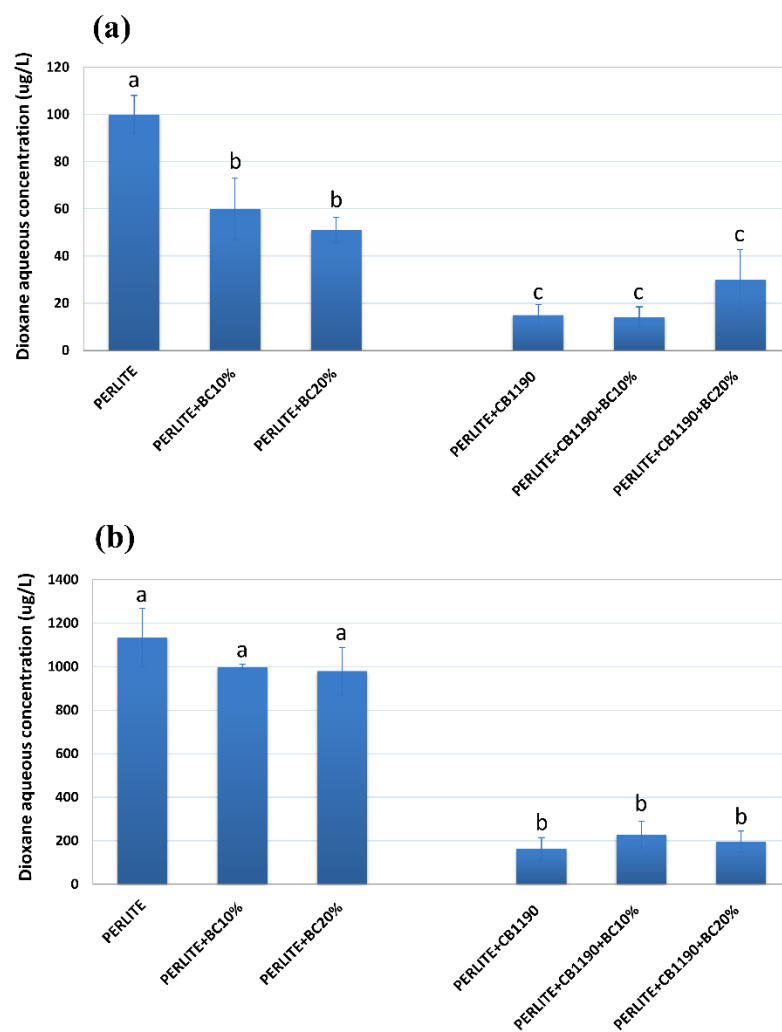 (a)
Dioxane aqueous concentration (ug/L)
120
100
80
60
40
20
0
a
b
b
c
c
c
PERLITE
PERLITE+BC10%
PERLITE+BC20%
PERLITE+CB1190
PERLITE+CB1190+BC10%
PERLITE+CB1190+BC20%
(b)
Dioxane aqueous concentration (ug/L)
1400
1200
1000
800
600
400
200
0
a
a
a
b
b
b
PERLITE
PERLITE+BC10%
PERLITE+BC20%
PERLITE+CB1190
PERLITE+CB1190+BC10%
PERLITE+CB1190+BC20%